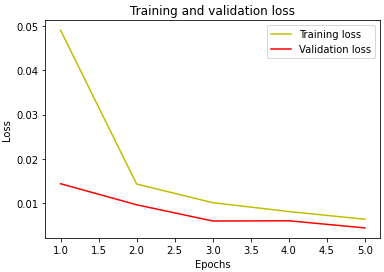 Training and validation loss
Training loss
Validation loss
Loss
0.05
0.04
0.03
0.02
0.01
1.0 1.5 2.0 2.5 3.0 3.5 4.0 4.5 5.0
Epochs